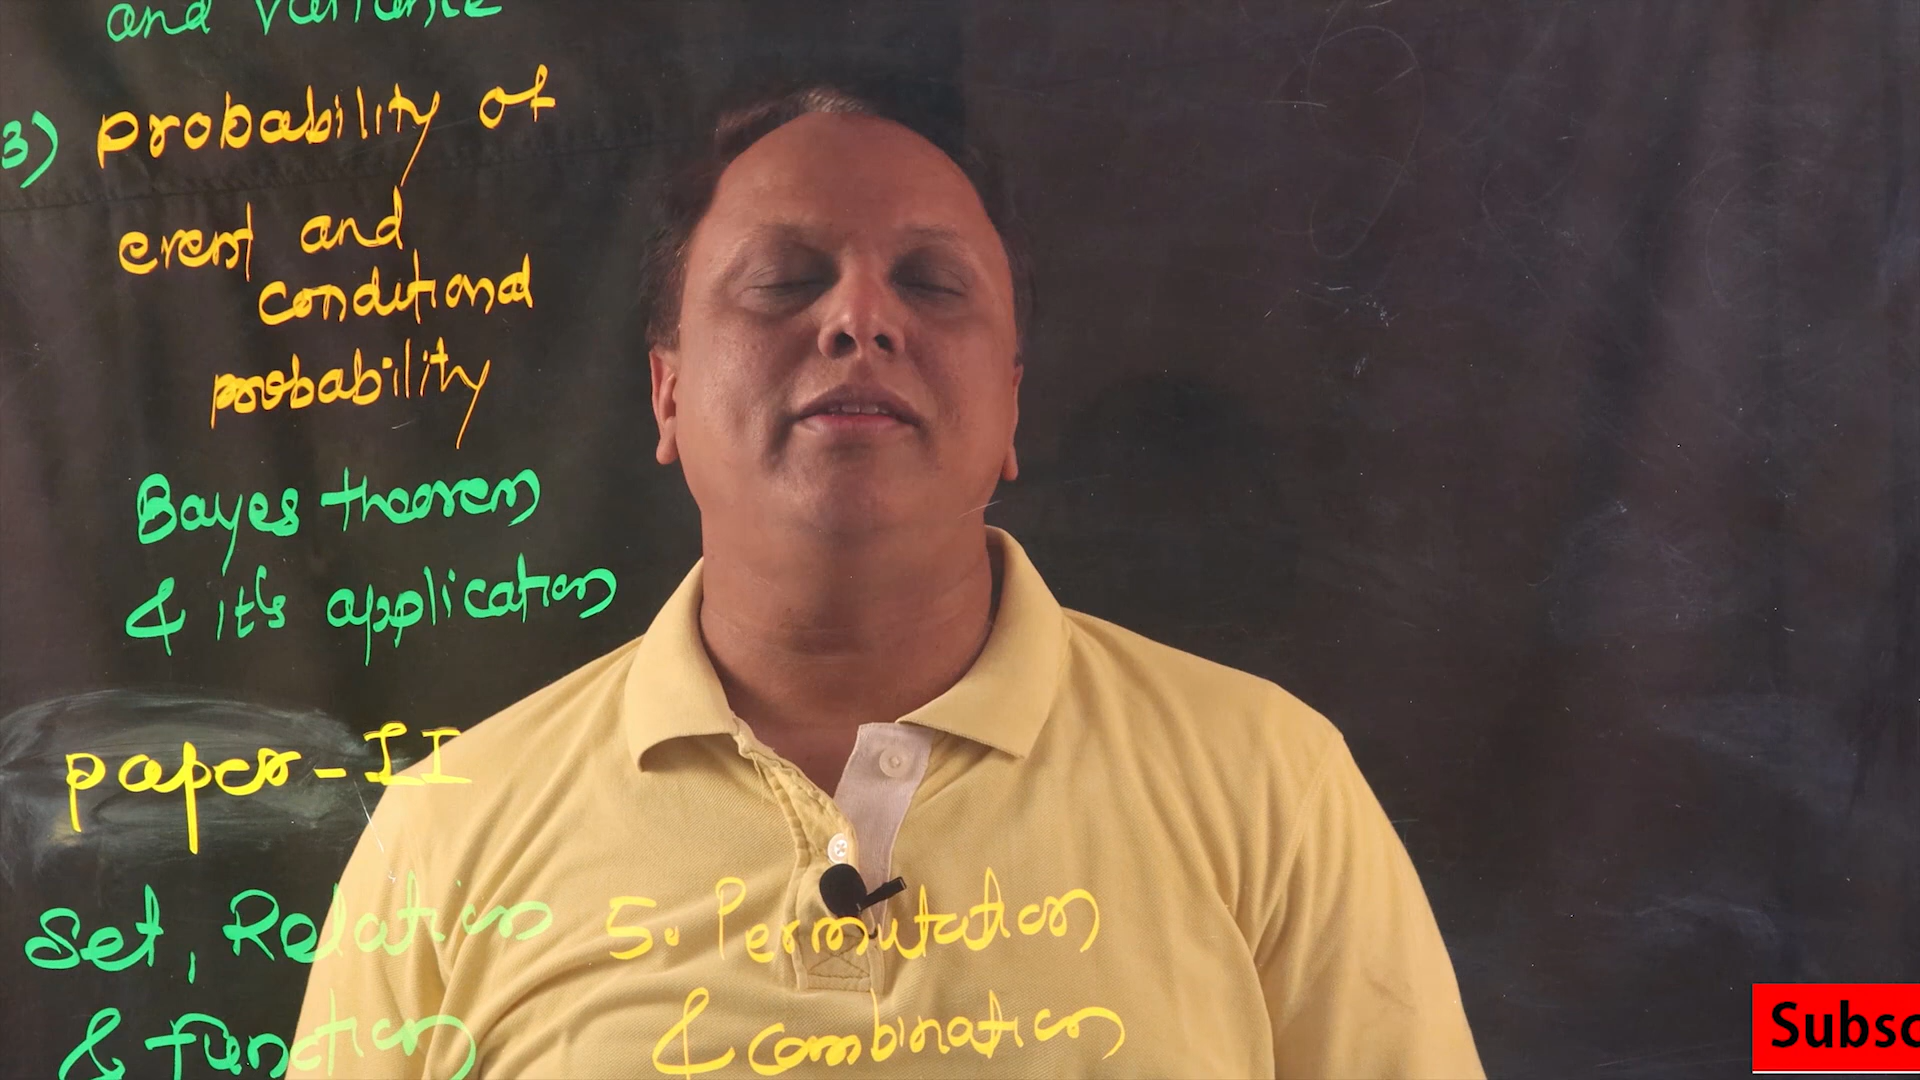 and variance
3) Probability of
event and
conditional
probability
Bayes theorem
& it's application
Paper-II
Set, Relation
& function
5. Permutation
& combination
Subsc